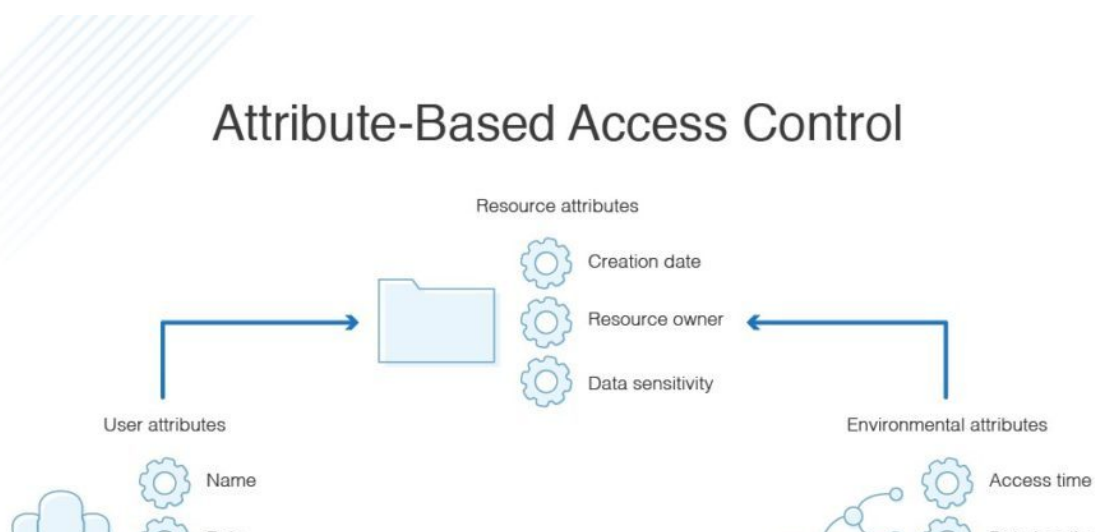 Attribute-Based Access Control
Resource attributes
Creation date
Resource owner
Data sensitivity
User attributes
Name
Environmental attributes
Access time